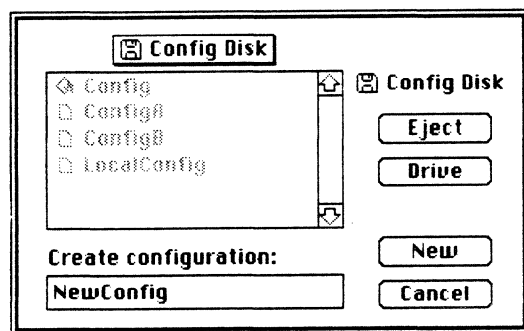 Config Disk
Config
ConfigA
ConfigB
LocalConfig
Config Disk
Eject
Drive
Create configuration:
NewConfig
New
Cancel